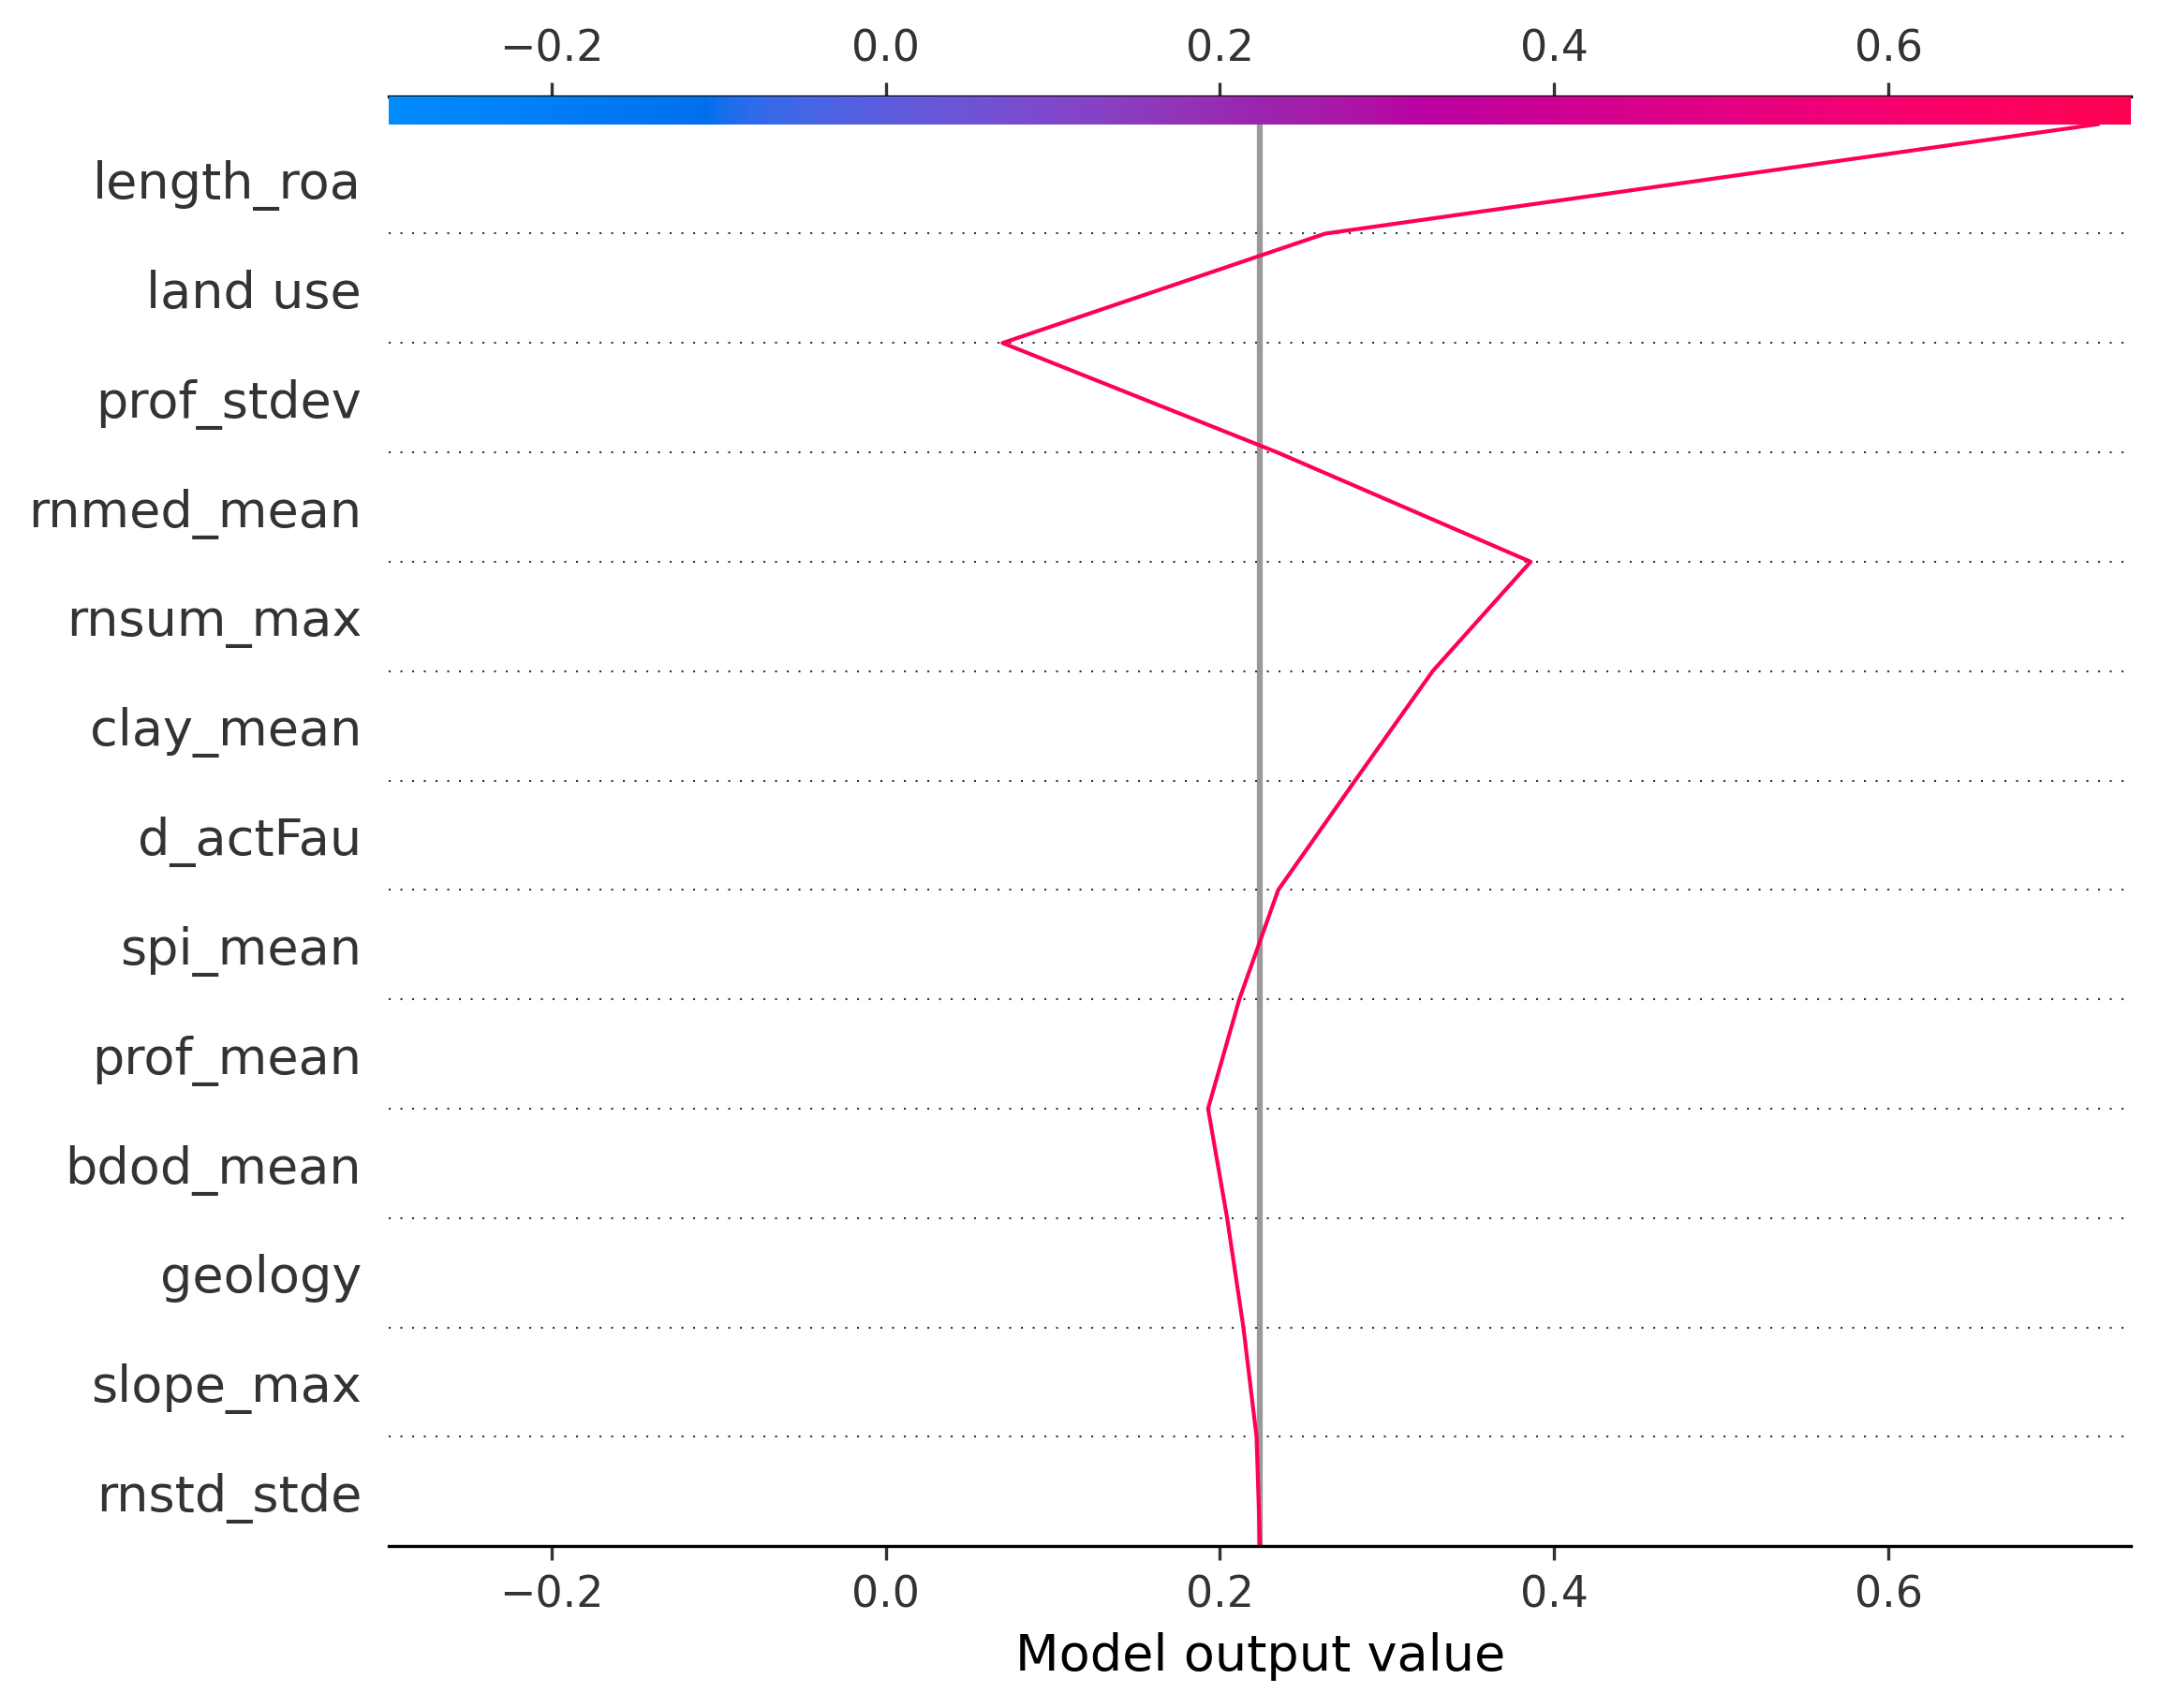 −0.2 0.0 0.2 0.4 0.6
length_roa
land use
prof_stdev
rnmed_mean
rnsum_max
clay_mean
d_actFau
spi_mean
prof_mean
bdod_mean
geology
slope_max
rnstd_stde
−0.2 0.0 0.2 0.4 0.6
Model output value